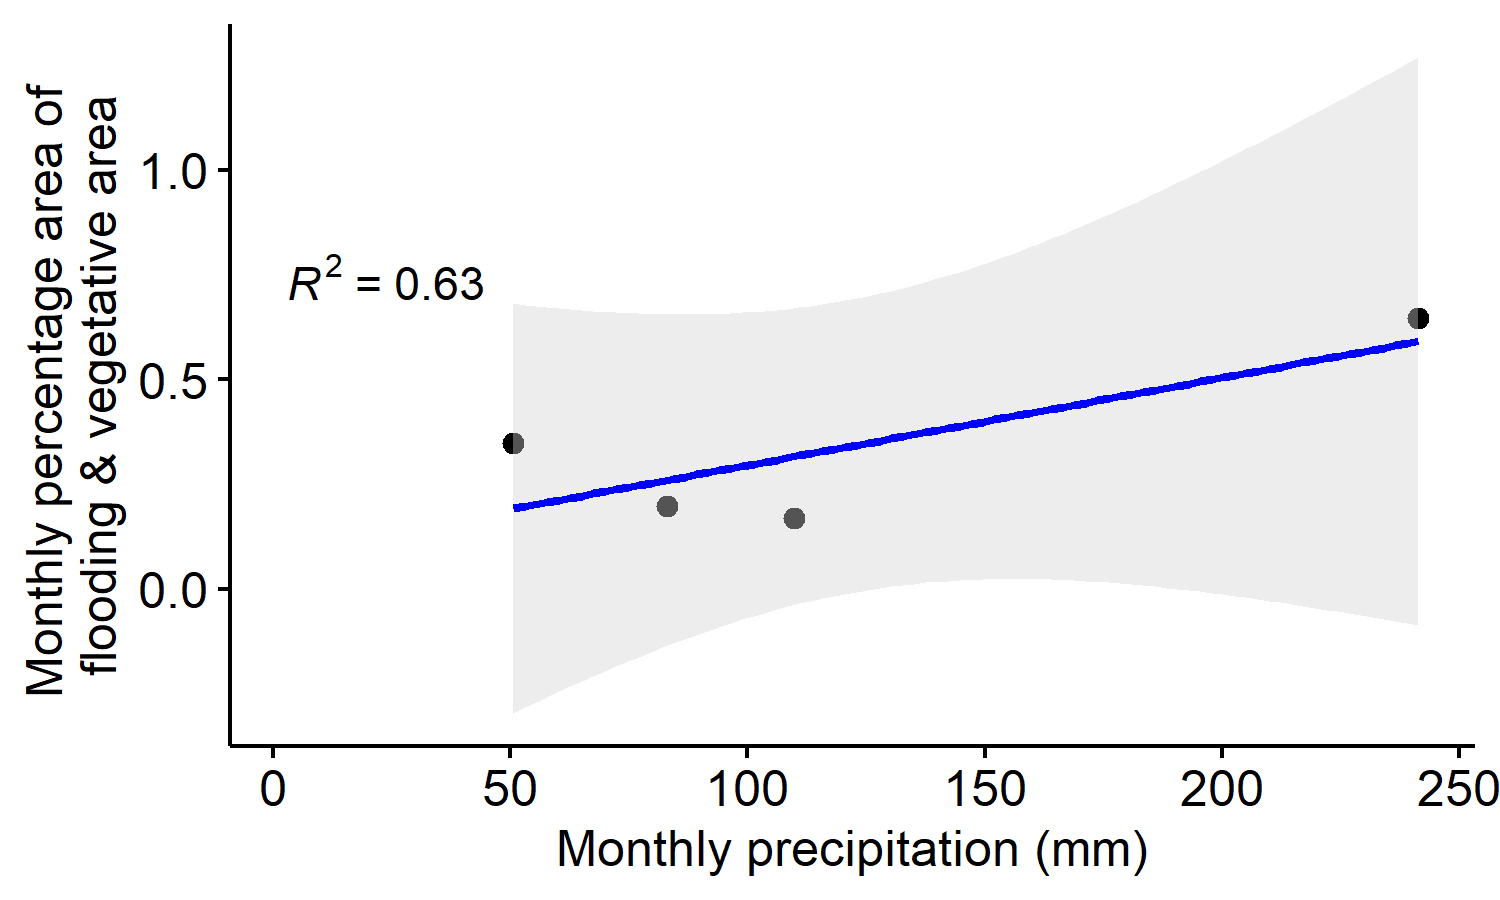 Monthly percentage area of
flooding & vegetative area
1.0
0.5
0.0
R² = 0.63
0 50 100 150 200 250
Monthly precipitation (mm)